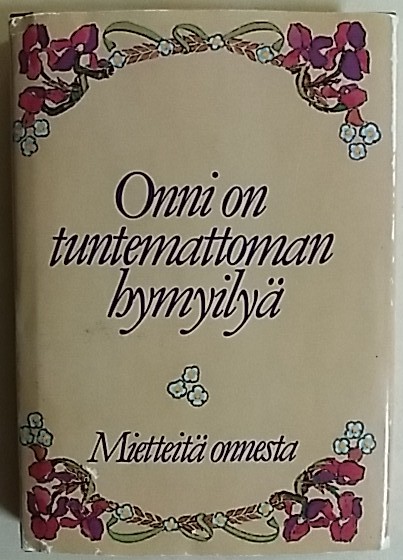 Onni on
tuntemattoman
hymyilyä
Mietteitä onnesta